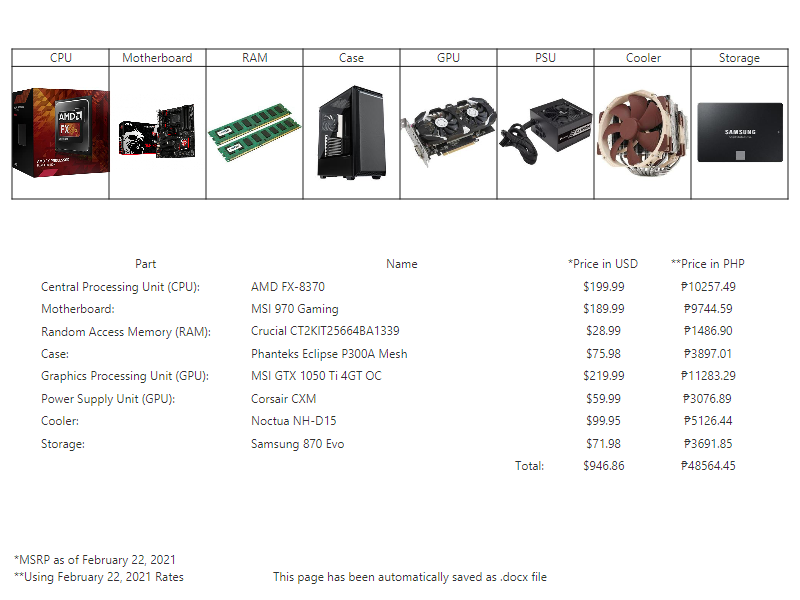 CPU Motherboard RAM Case GPU PSU Cooler Storage
AMD
FX
SAMSUNG
Part Name *Price in USD **Price in PHP
Central Processing Unit (CPU): AMD FX-8370 $199.99 ₱10257.49
Motherboard: MSI 970 Gaming $189.99 ₱9744.59
Random Access Memory (RAM): Crucial CT2KIT25664BA1339 $28.99 ₱1486.90
Case: Phanteks Eclipse P300A Mesh $75.98 ₱3897.01
Graphics Processing Unit (GPU): MSI GTX 1050 Ti 4GT OC $219.99 ₱11283.29
Power Supply Unit (GPU): Corsair CXM $59.99 ₱3076.89
Cooler: Noctua NH-D15 $99.95 ₱5126.44
Storage: Samsung 870 Evo $71.98 ₱3691.85
Total: $946.86 ₱48564.45
*MSRP as of February 22, 2021
**Using February 22, 2021 Rates This page has been automatically saved as .docx file